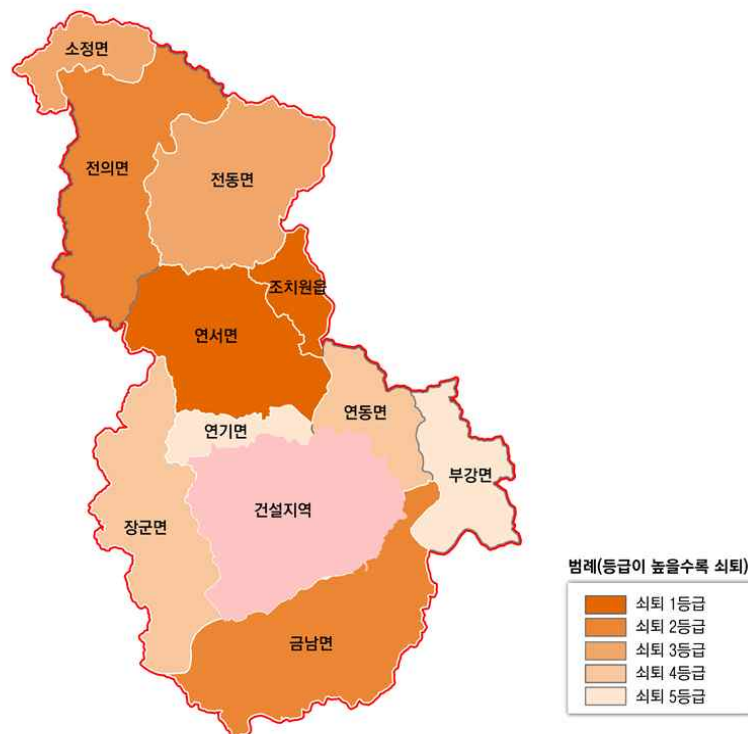 소정면
전의면
전동면
조치원읍
연서면
연동면
연기면
부강면
건설지역
장군면
금남면
범례(등급이 높을수록 쇠퇴)
쇠퇴 1등급
쇠퇴 2등급
쇠퇴 3등급
쇠퇴 4등급
쇠퇴 5등급